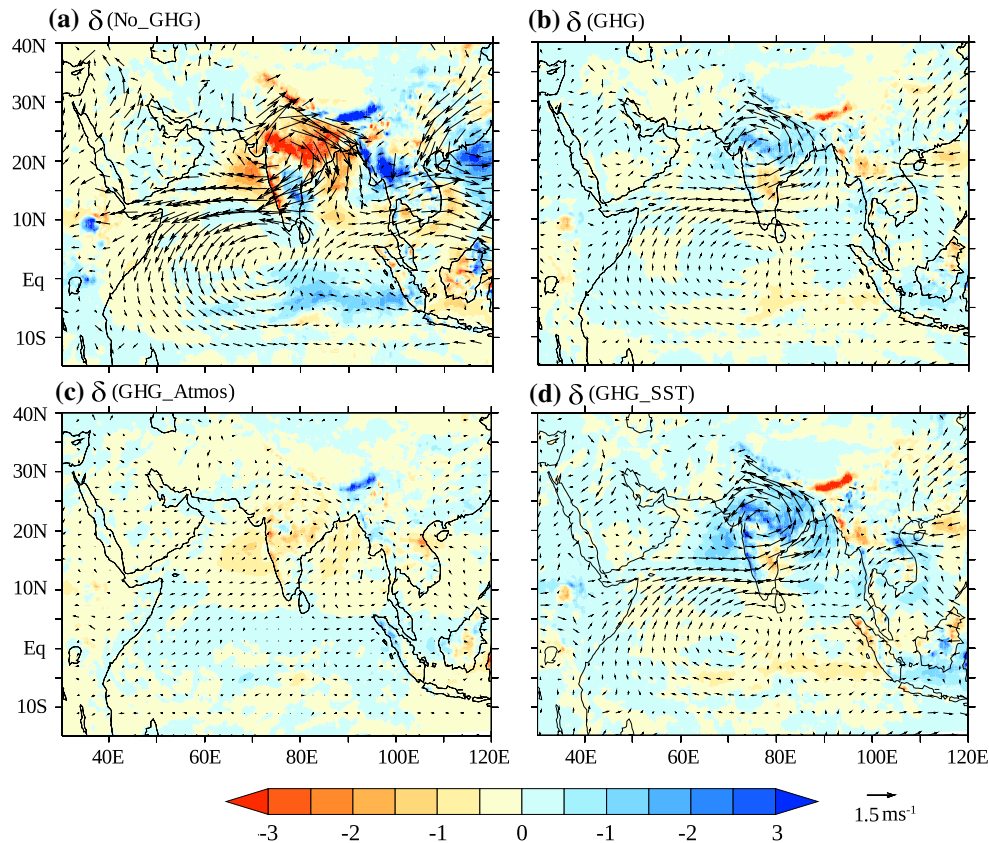 (a) δ (No_GHG)
(b) δ (GHG)
40N
30N
20N
10N
Eq
10S
(c) δ (GHG_Atmos)
(d) δ (GHG_SST)
40N
30N
20N
10N
Eq
10S
40E 60E 80E 100E 120E
40E 60E 80E 100E 120E
-3 -2 -1 0 -1 -2 3
1.5 ms⁻¹